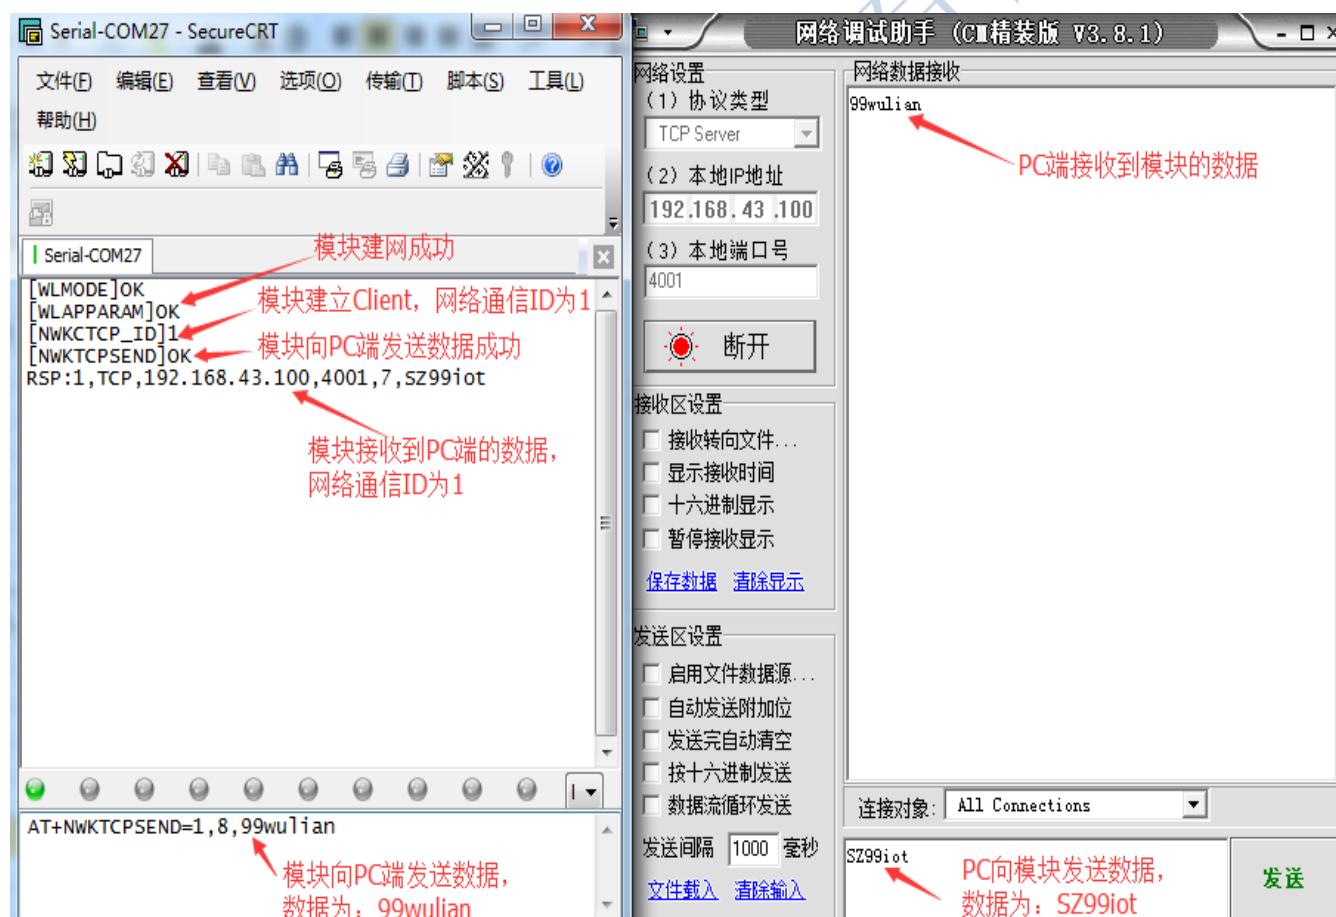 Serial-COM27 - SecureCRT
文件(F) 编辑(E) 查看(V) 选项(O) 传输(T) 脚本(S) 工具(L)
帮助(H)
Serial-COM27
模块建网成功
[WLMODE]OK
[WLAPPARAM]OK
模块建立Client，网络通信ID为1
[NWKCTCP_ID]1
[NWKTCPSEND]OK
模块向PC端发送数据成功
RSP:1,TCP,192.168.43.100,4001,7,SZ99iot
模块接收到PC端的数据，
网络通信ID为1
AT+NWKTCPSEND=1,8,99wulian
模块向PC端发送数据，
数据为：99wulian
网络调试助手 (CM精装版 V3.8.1)
网络设置
(1) 协议类型
TCP Server
(2) 本地IP地址
192.168.43.100
(3) 本地端口号
4001
断开
接收区设置
接收转向文件...
显示接收时间
十六进制显示
暂停接收显示
保存数据 清除显示
发送区设置
启用文件数据源...
自动发送附加位
发送完自动清空
按十六进制发送
数据流循环发送
发送间隔 1000 毫秒
文件载入 清除输入
网络数据接收
99wulian
PC端接收到模块的数据
连接对象: All Connections
SZ99iot
PC向模块发送数据，
数据为：SZ99iot
发送